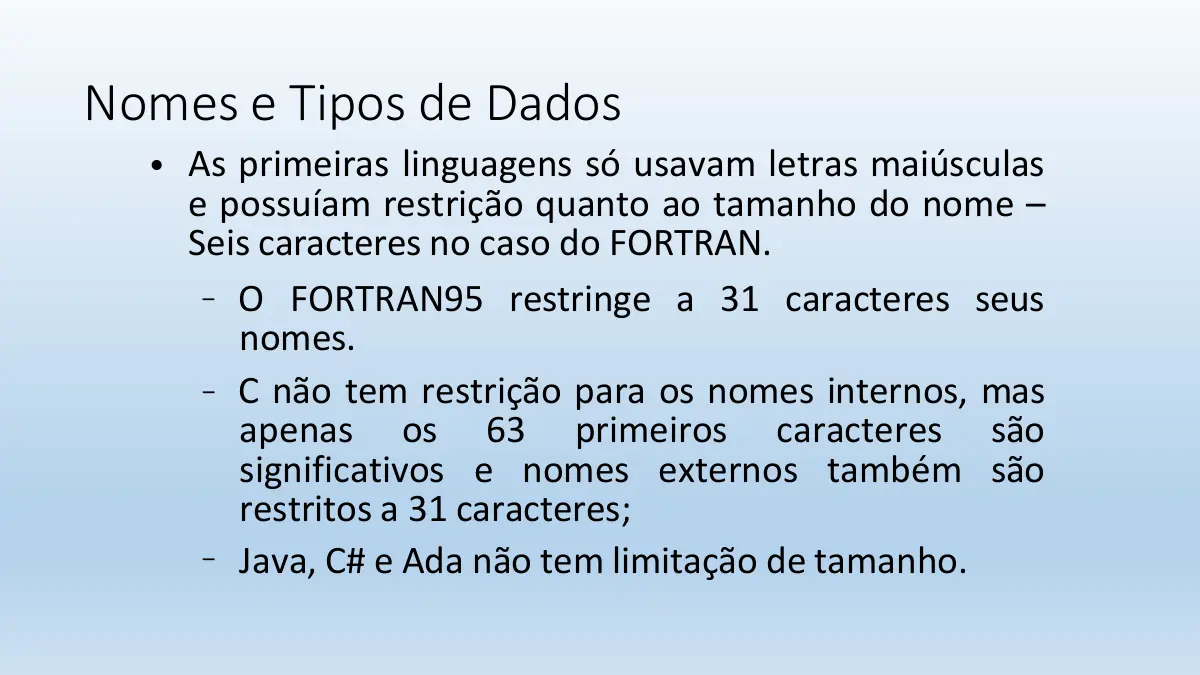 Nomes e Tipos de Dados
• As primeiras linguagens só usavam letras maiúsculas
e possuíam restrição quanto ao tamanho do nome –
Seis caracteres no caso do FORTRAN.
– O FORTRAN95 restringe a 31 caracteres seus
nomes.
– C não tem restrição para os nomes internos, mas
apenas os 63 primeiros caracteres são
significativos e nomes externos também são
restritos a 31 caracteres;
– Java, C# e Ada não tem limitação de tamanho.